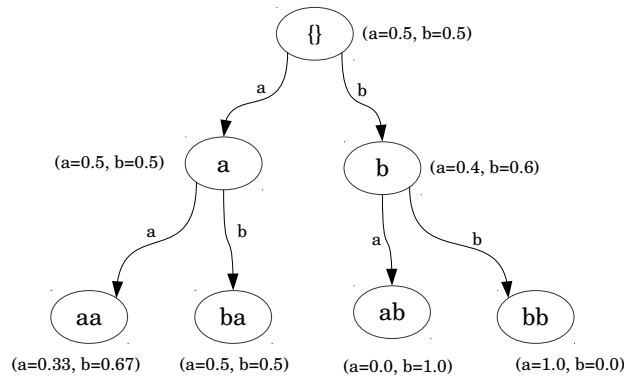 {} (a=0.5, b=0.5)
a b
(a=0.5, b=0.5) a b (a=0.4, b=0.6)
a b a b
aa ba ab bb
(a=0.33, b=0.67) (a=0.5, b=0.5) (a=0.0, b=1.0) (a=1.0, b=0.0)